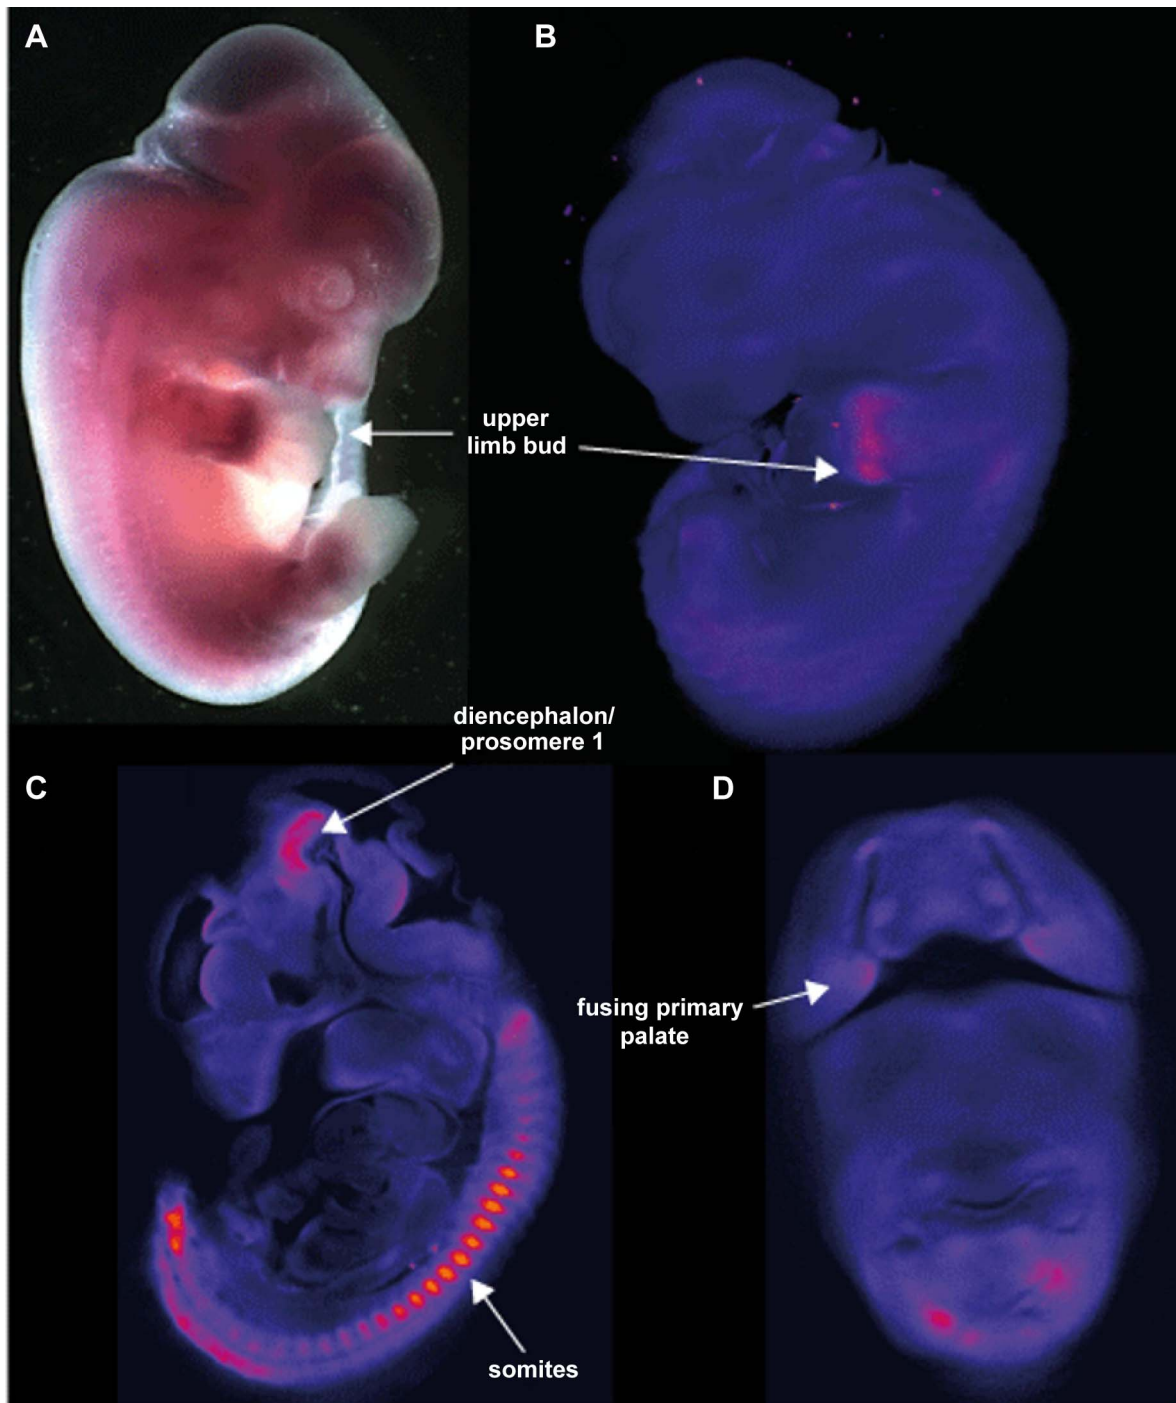 A
B
upper
limb bud
diencephalon/
prosomere 1
C
D
fusing primary
palate
somites